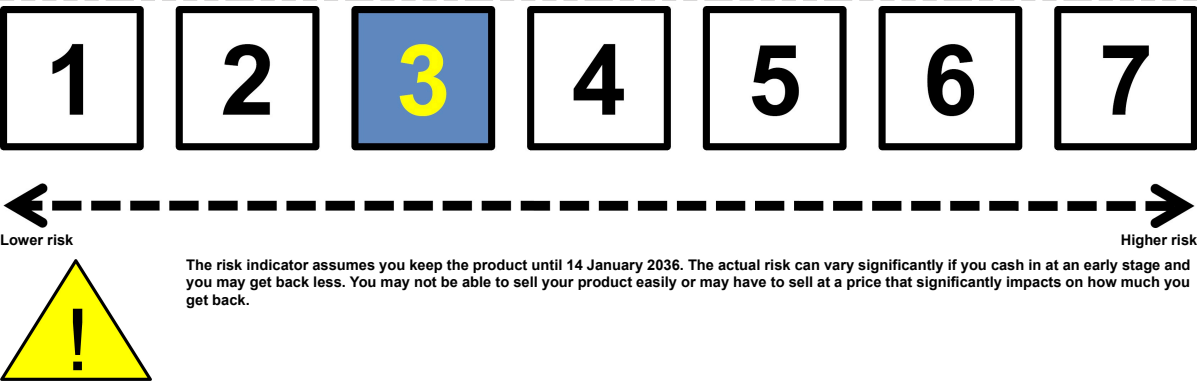 1 2 3 4 5 6 7
Lower risk Higher risk
The risk indicator assumes you keep the product until 14 January 2036. The actual risk can vary significantly if you cash in at an early stage and
you may get back less. You may not be able to sell your product easily or may have to sell at a price that significantly impacts on how much you
get back.
!